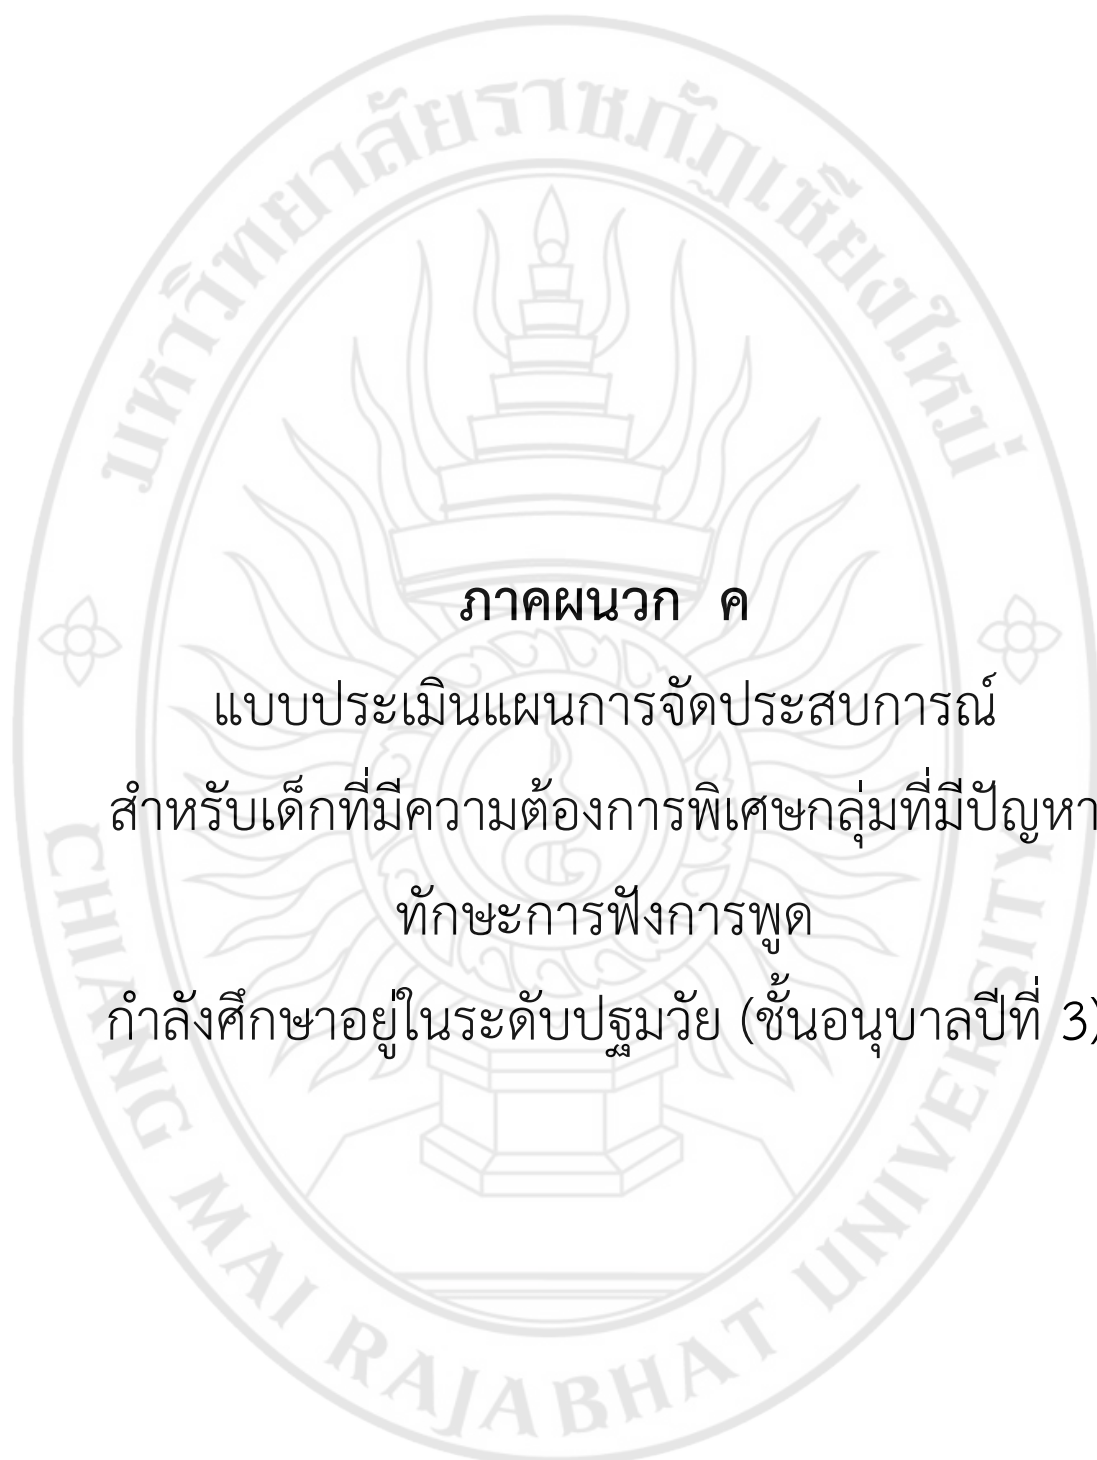 มหาวิทยาลัยราชภัฏเชียงใหม่
ภาคผนวก ค
แบบประเมินแผนการจัดประสบการณ์
สำหรับเด็กที่มีความต้องการพิเศษกลุ่มที่มีปัญหา
ทักษะการฟังการพูด
กำลังศึกษาอยู่ในระดับปฐมวัย (ชั้นอนุบาลปีที่ 3)
CHIANG MAI RAJABHAT UNIVERSITY